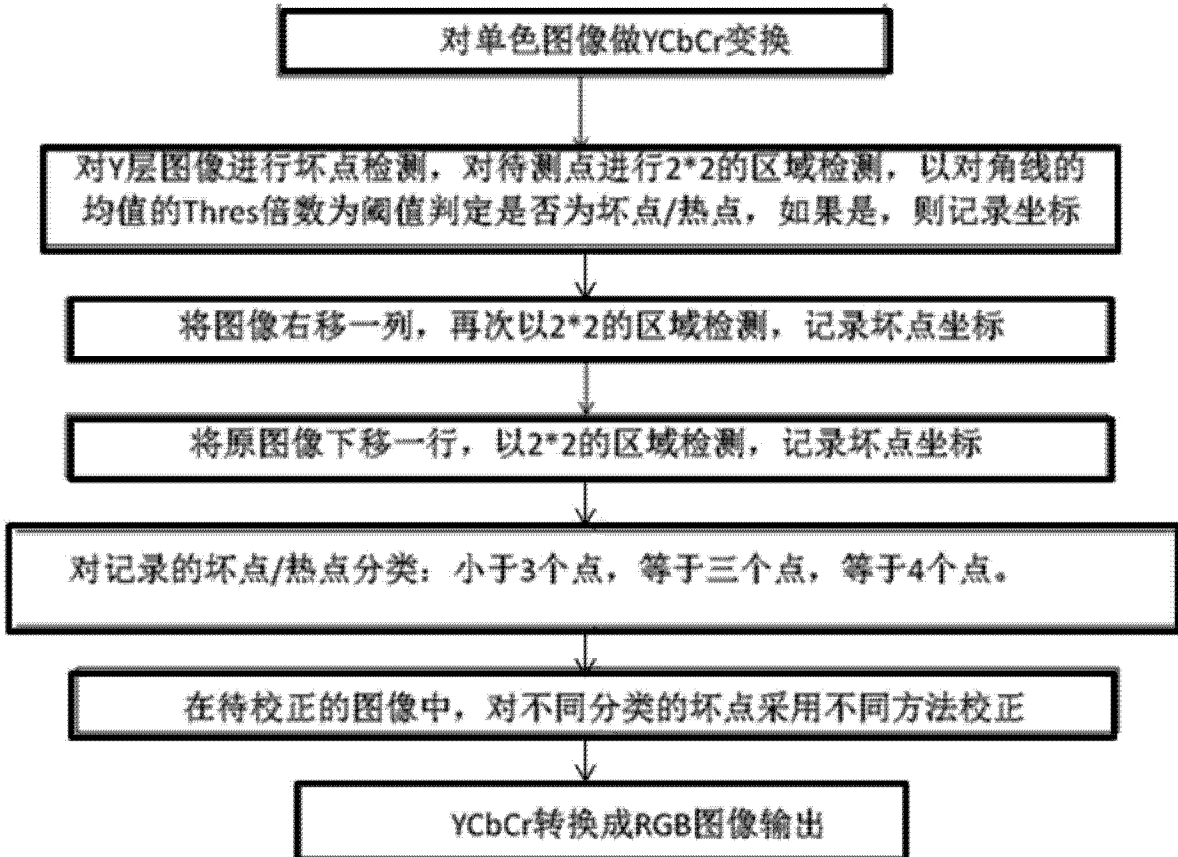 对单色图像做YCbCr变换
对Y层图像进行坏点检测，对待测点进行2*2的区域检测，以对角线的
均值的Thres倍数为阈值判定是否为坏点/热点，如果是，则记录坐标
将图像右移一列，再次以2*2的区域检测，记录坏点坐标
将原图像下移一行，以2*2的区域检测，记录坏点坐标
对记录的坏点/热点分类：小于3个点，等于三个点，等于4个点。
在待校正的图像中，对不同分类的坏点采用不同方法校正
YCbCr转换成RGB图像输出